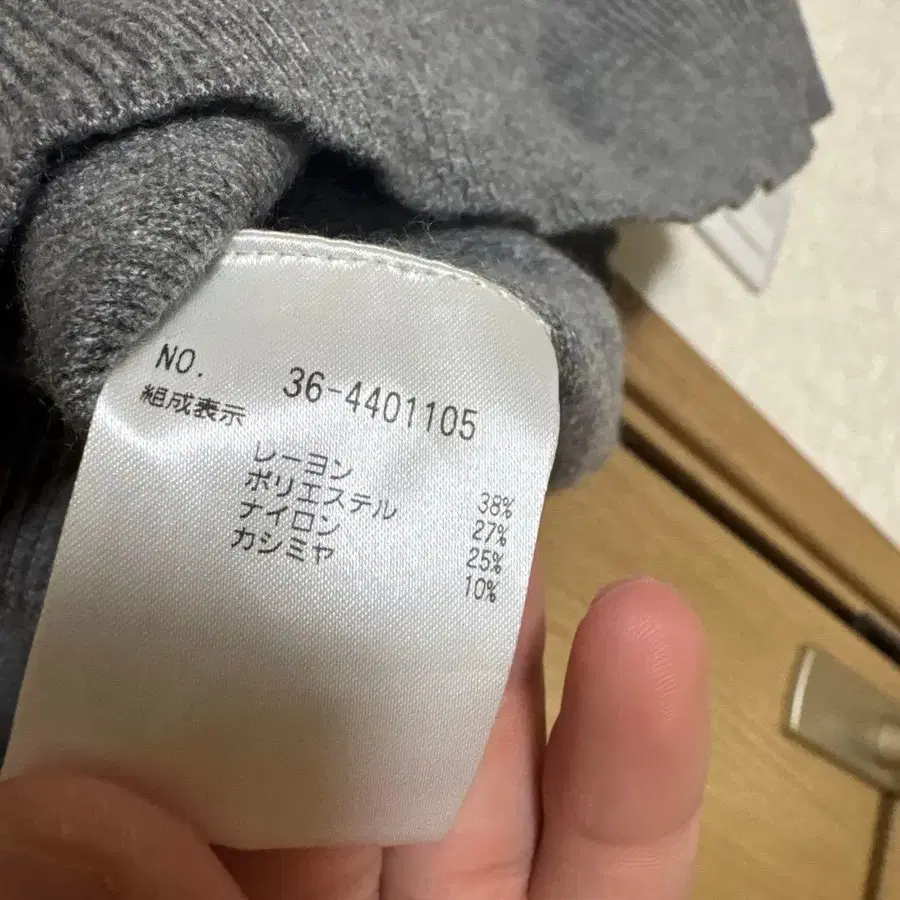 NO. 36-4401105
組成表示
レーヨン 38%
ポリエステル 27%
ナイロン 25%
カシミヤ 10%